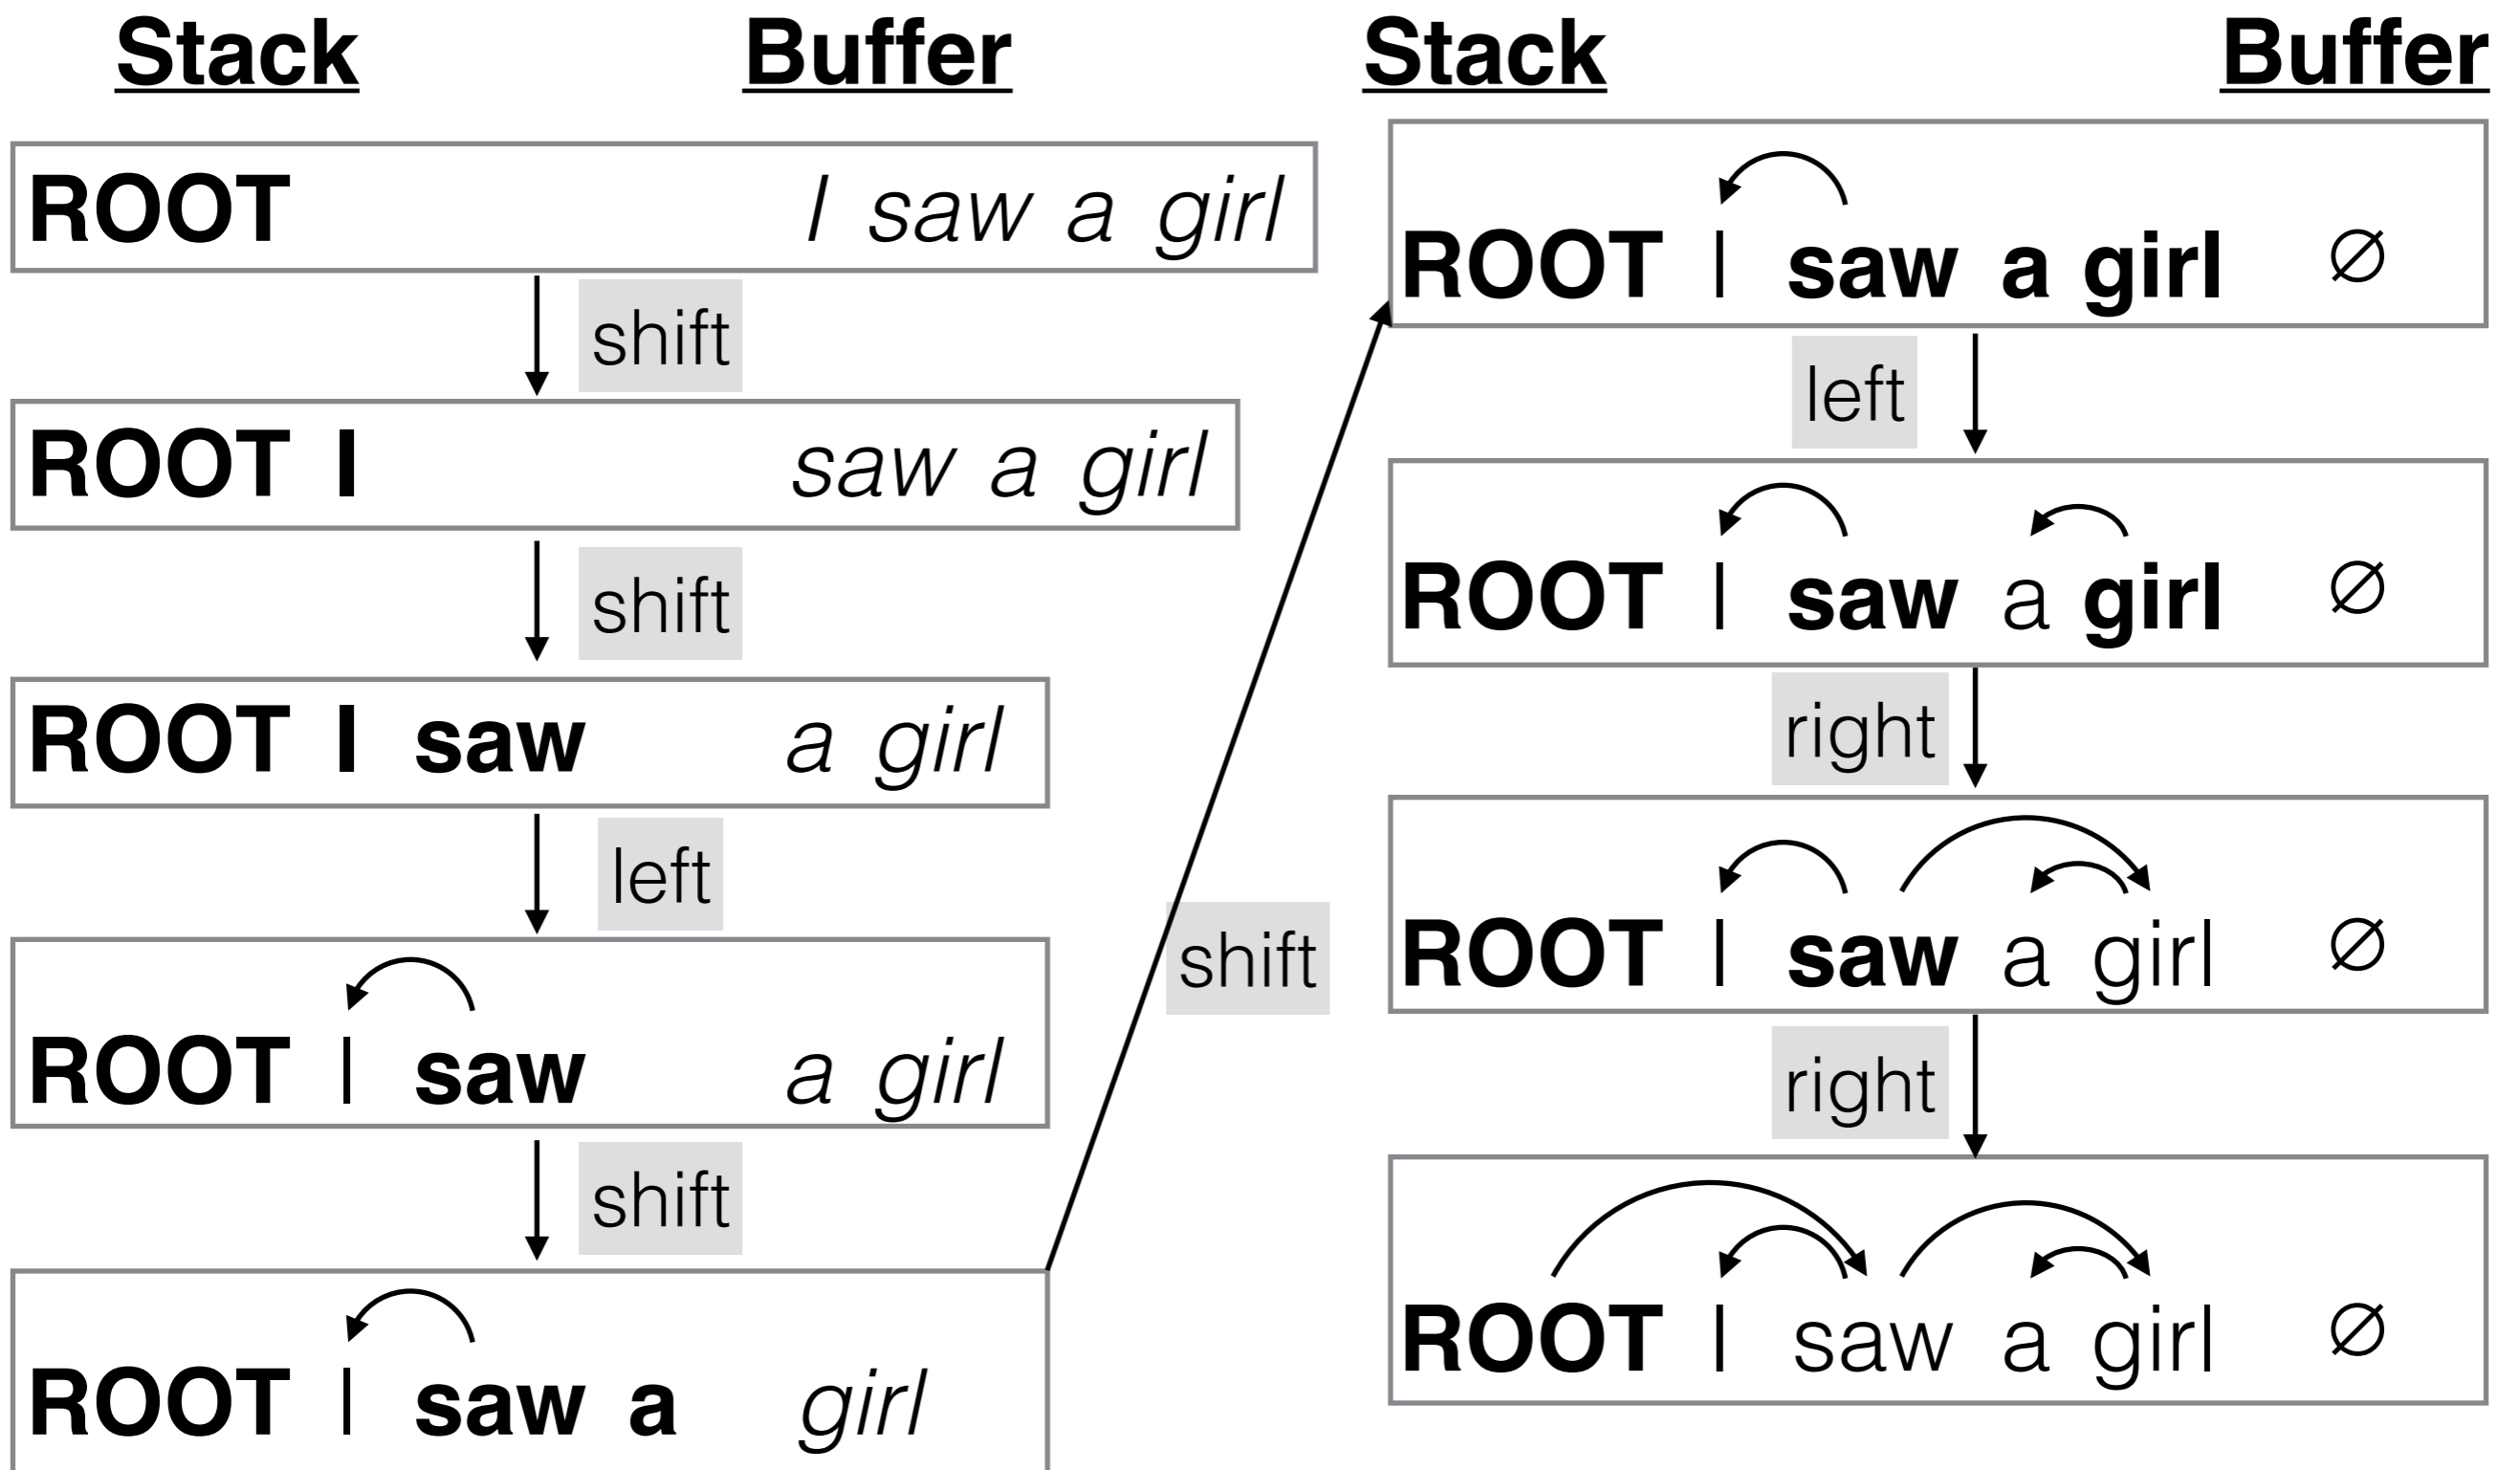 Stack Buffer
ROOT I saw a girl
shift
ROOT I saw a girl
shift
ROOT I saw a girl
left
ROOT I saw a girl
shift
ROOT I saw a girl
shift
Stack Buffer
ROOT I saw a girl ∅
left
ROOT I saw a girl ∅
right
ROOT I saw a girl ∅
right
ROOT I saw a girl ∅